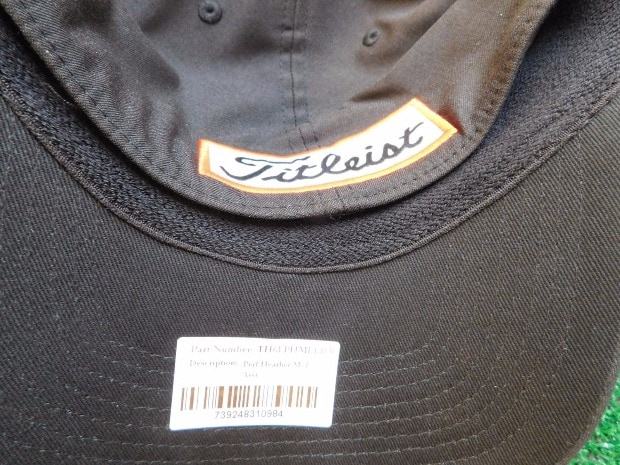 Titleist
Part Number:
Description: Perf Heather M-L
739248310984